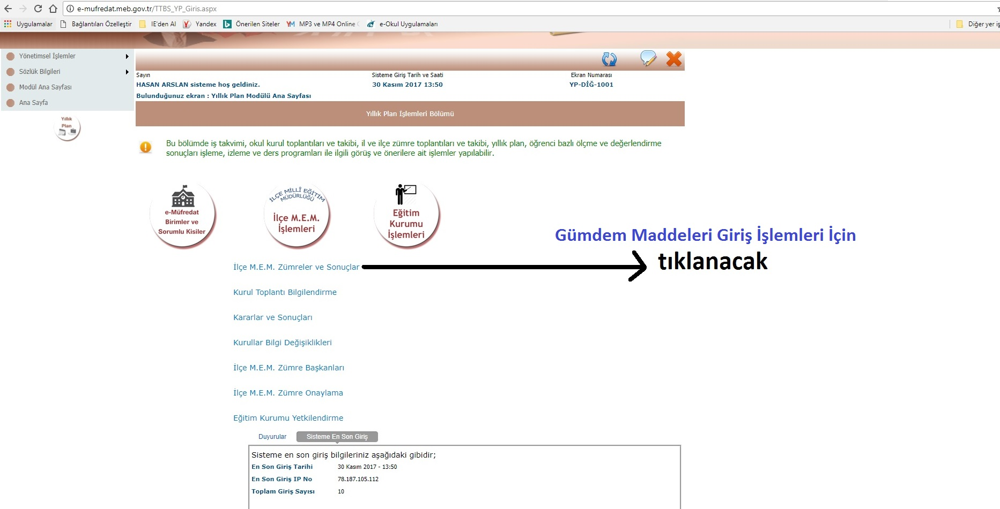 e-mufredat.meb.gov.tr/TTBS_YP_Giris.aspx
Uygulamalar Bağlantıları Özelleştir IE'den Al Yandex Önerilen Siteler MP3 ve MP4 Online e-Okul Uygulamaları Diğer yer iş
Yönetimsel İşlemler
Sözlük Bilgileri
Modül Ana Sayfası
Ana Sayfa
Yıllık
Plan
Sayın Sisteme Giriş Tarih ve Saati Ekran Numarası
HASAN ARSLAN sisteme hoş geldiniz. 30 Kasım 2017 13:50 YP-DİĞ-1001
Bulunduğunuz ekran : Yıllık Plan Modülü Ana Sayfası
Yıllık Plan İşlemleri Bölümü
Bu bölümde iş takvimi, okul kurul toplantıları ve takibi, il ve ilçe zümre toplantıları ve takibi, yıllık plan, öğrenci bazlı ölçme ve değerlendirme
sonuçları işleme, izleme ve ders programları ile ilgili görüş ve önerilere ait işlemler yapılabilir.
e-Müfredat
Birimler ve
Sorumlu Kisiler
İLÇE MİLLÎ EĞİTİM
MÜDÜRLÜĞÜ
İlçe M.E.M.
İşlemleri
Eğitim
Kurumu
İşlemleri
Gümdem Maddeleri Giriş İşlemleri İçin
tıklanacak
İlçe M.E.M. Zümreler ve Sonuçlar
Kurul Toplantı Bilgilendirme
Kararlar ve Sonuçları
Kurullar Bilgi Değişiklikleri
İlçe M.E.M. Zümre Başkanları
İlçe M.E.M. Zümre Onaylama
Eğitim Kurumu Yetkilendirme
Duyurular Sisteme En Son Giriş
Sisteme en son giriş bilgileriniz aşağıdaki gibidir;
En Son Giriş Tarihi 30 Kasım 2017 - 13:50
En Son Giriş IP No 78.187.105.112
Toplam Giriş Sayısı 10